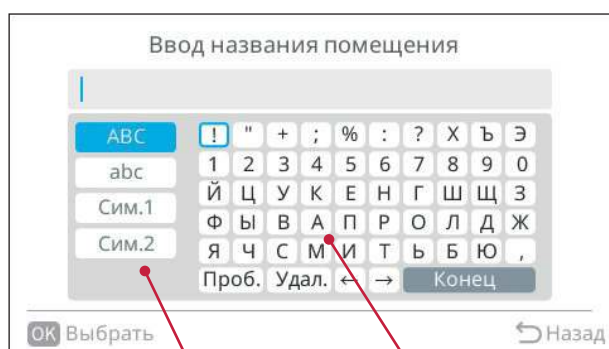 Ввод названия помещения
ABC
abc
Сим.1
Сим.2
! " + ; % : ? Х Ъ Э
1 2 3 4 5 6 7 8 9 0
Й Ц У К Е Н Г Ш Щ З
Ф Ы В А П Р О Л Д Ж
Я Ч С М И Т Ь Б Ю ,
Проб. Удал. ← → Конец
OK Выбрать
Назад